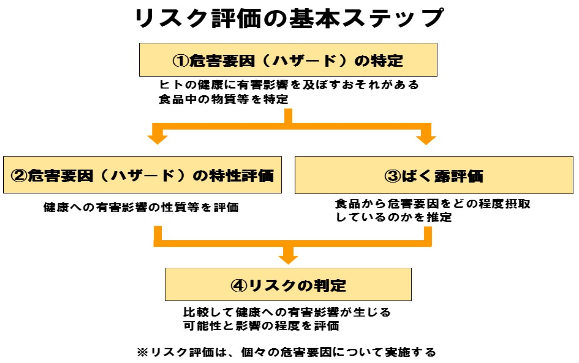 リスク評価の基本ステップ
①危害要因（ハザード）の特定
ヒトの健康に有害影響を及ぼすおそれがある
食品中の物質等を特定
②危害要因（ハザード）の特性評価
健康への有害影響の性質等を評価
③ばく露評価
食品から危害要因をどの程度摂取
しているのかを推定
④リスクの判定
比較して健康への有害影響が生じる
可能性と影響の程度を評価
※リスク評価は、個々の危害要因について実施する